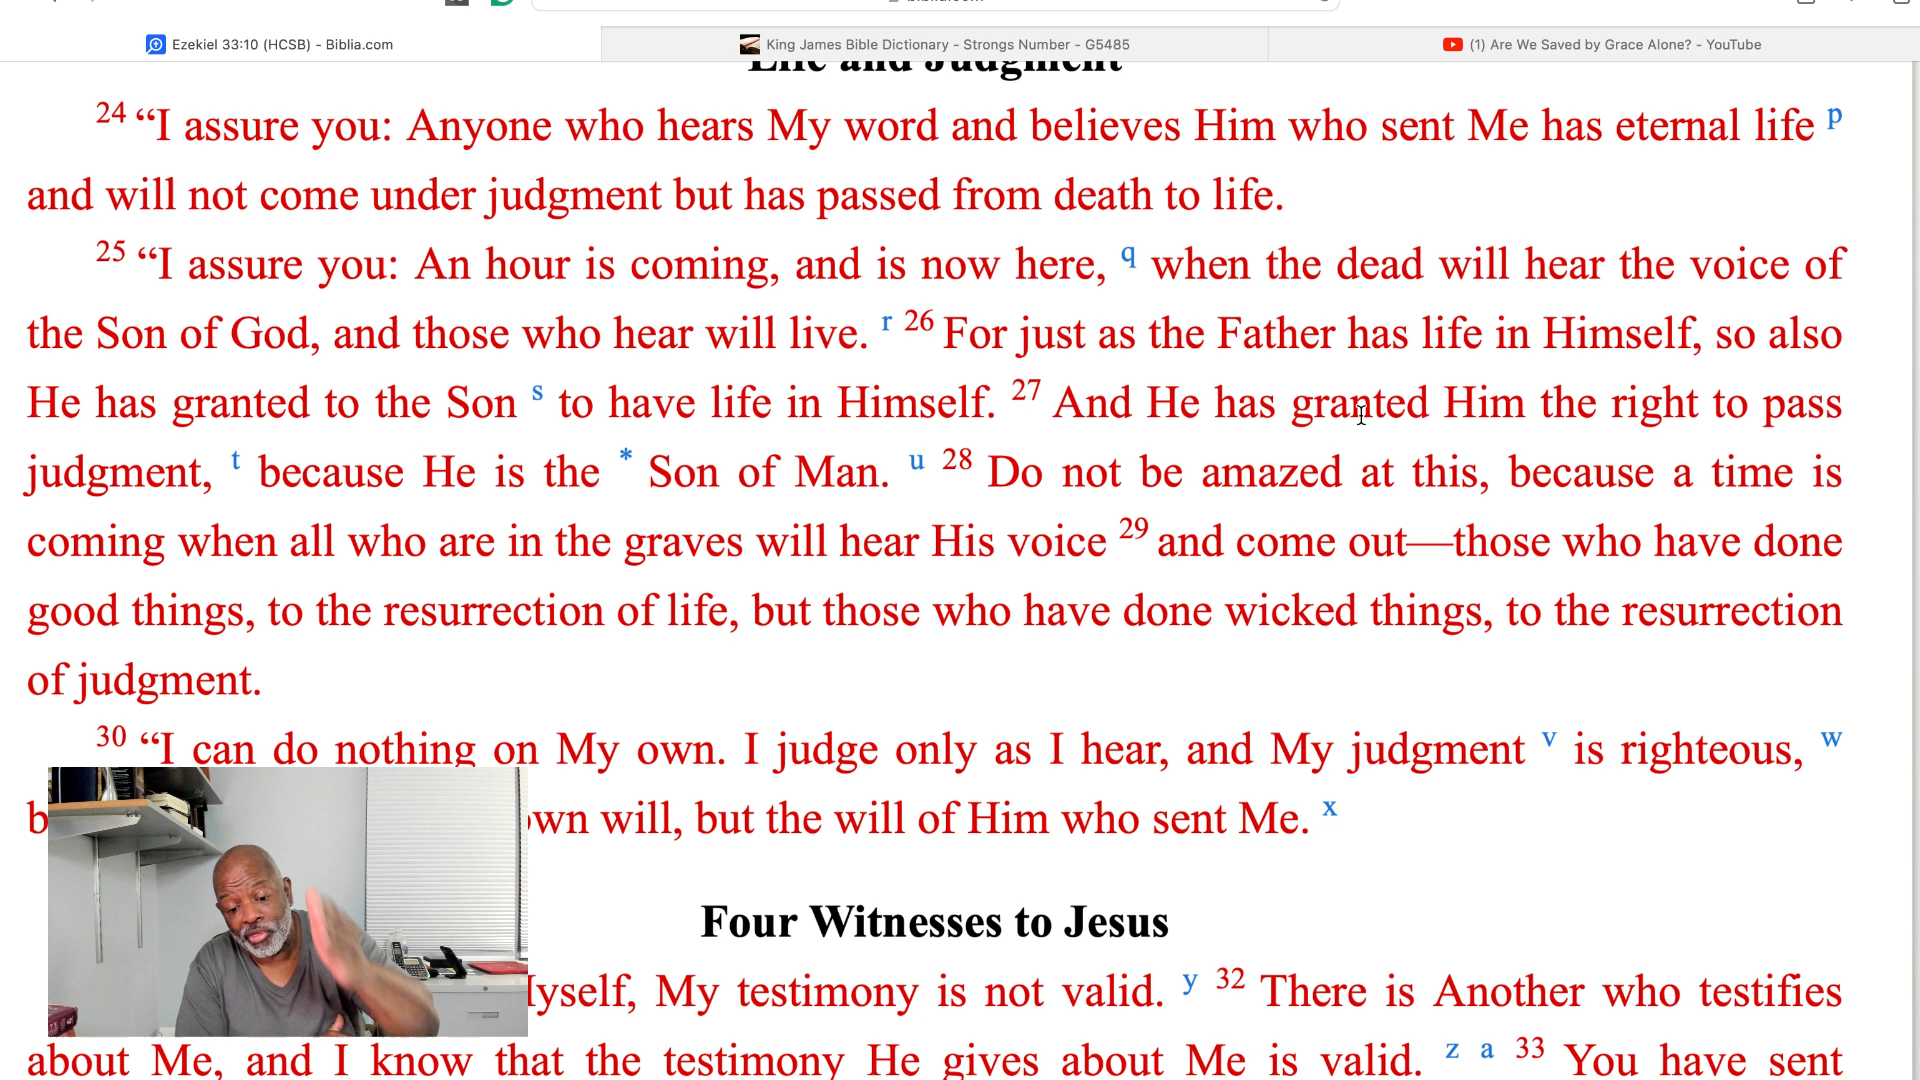 Ezekiel 33:10 (HCSB) - Biblia.com
King James Bible Dictionary - Strongs Number - G5485
(1) Are We Saved by Grace Alone? - YouTube
Life and Judgment
24 “I assure you: Anyone who hears My word and believes Him who sent Me has eternal life p
and will not come under judgment but has passed from death to life.
25 “I assure you: An hour is coming, and is now here, q when the dead will hear the voice of
the Son of God, and those who hear will live. r 26 For just as the Father has life in Himself, so also
He has granted to the Son s to have life in Himself. 27 And He has granted Him the right to pass
judgment, t because He is the * Son of Man. u 28 Do not be amazed at this, because a time is
coming when all who are in the graves will hear His voice 29 and come out—those who have done
good things, to the resurrection of life, but those who have done wicked things, to the resurrection
of judgment.
30 “I can do nothing on My own. I judge only as I hear, and My judgment v is righteous, w
own will, but the will of Him who sent Me. x
Four Witnesses to Jesus
Myself, My testimony is not valid. y 32 There is Another who testifies
about Me, and I know that the testimony He gives about Me is valid. z a 33 You have sent